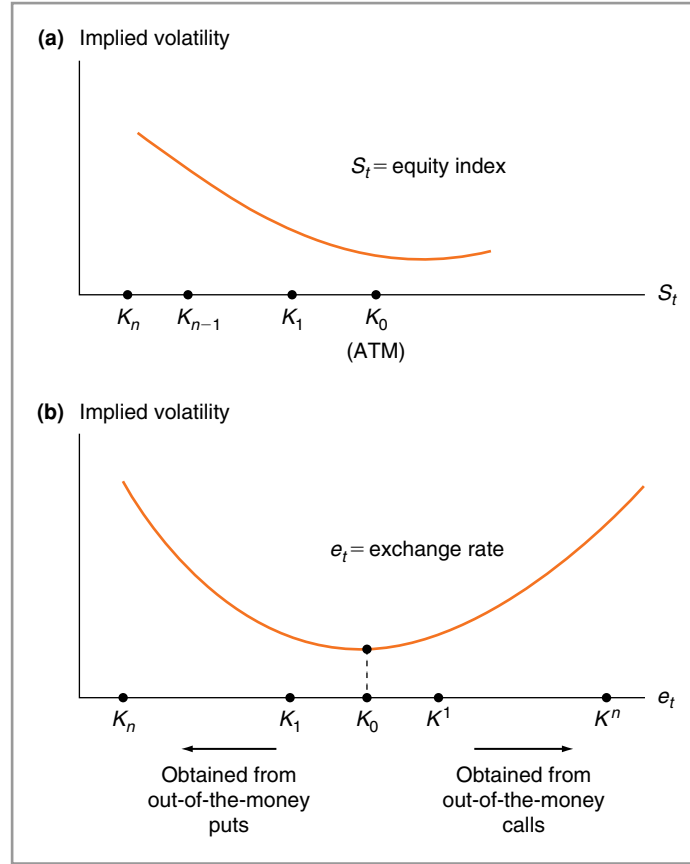 (a) Implied volatility
S_t = equity index
S_t
K_n K_{n−1} K_1 K_0
(ATM)
(b) Implied volatility
e_t = exchange rate
K_n K_1 K_0 K^1 K^n e_t
Obtained from Obtained from
out-of-the-money out-of-the-money
puts calls